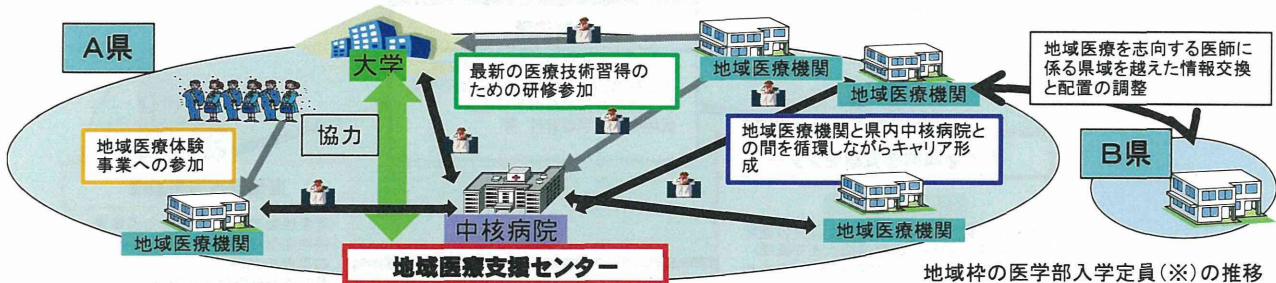 A県
大学
最新の医療技術習得の
ための研修参加
地域医療機関
地域医療機関
地域医療を志向する医師に
係る県域を越えた情報交換
と配置の調整
地域医療体験
事業への参加
協力
地域医療機関と県内中核病院と
の間を循環しながらキャリア形
成
B県
地域医療機関
中核病院
地域医療機関
地域医療支援センター
地域枠の医学部入学定員(※)の推移